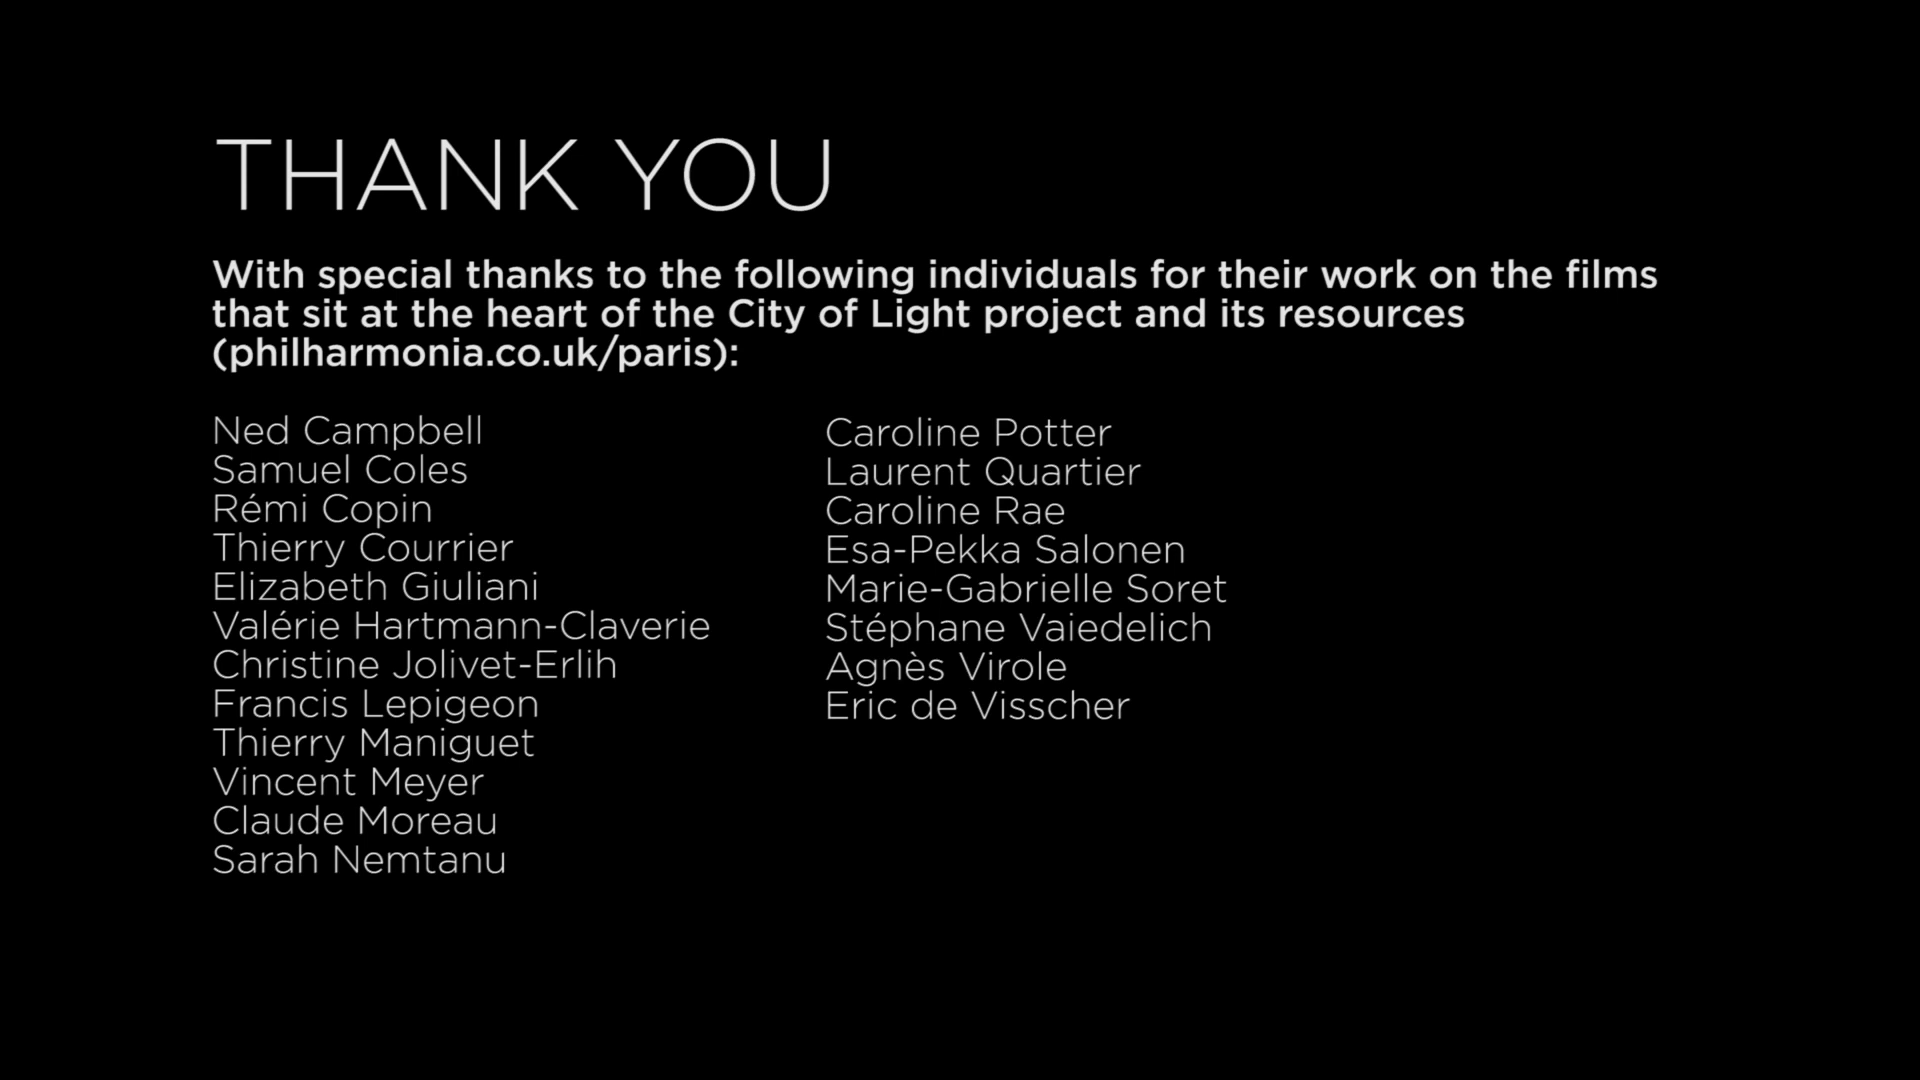 THANK YOU
With special thanks to the following individuals for their work on the films
that sit at the heart of the City of Light project and its resources
(philharmonia.co.uk/paris):
Ned Campbell
Samuel Coles
Rémi Copin
Thierry Courrier
Elizabeth Giuliani
Valérie Hartmann-Claverie
Christine Jolivet-Erlih
Francis Lepigeon
Thierry Maniguet
Vincent Meyer
Claude Moreau
Sarah Nemtanu
Caroline Potter
Laurent Quartier
Caroline Rae
Esa-Pekka Salonen
Marie-Gabrielle Soret
Stéphane Vaiedelich
Agnès Virole
Eric de Visscher